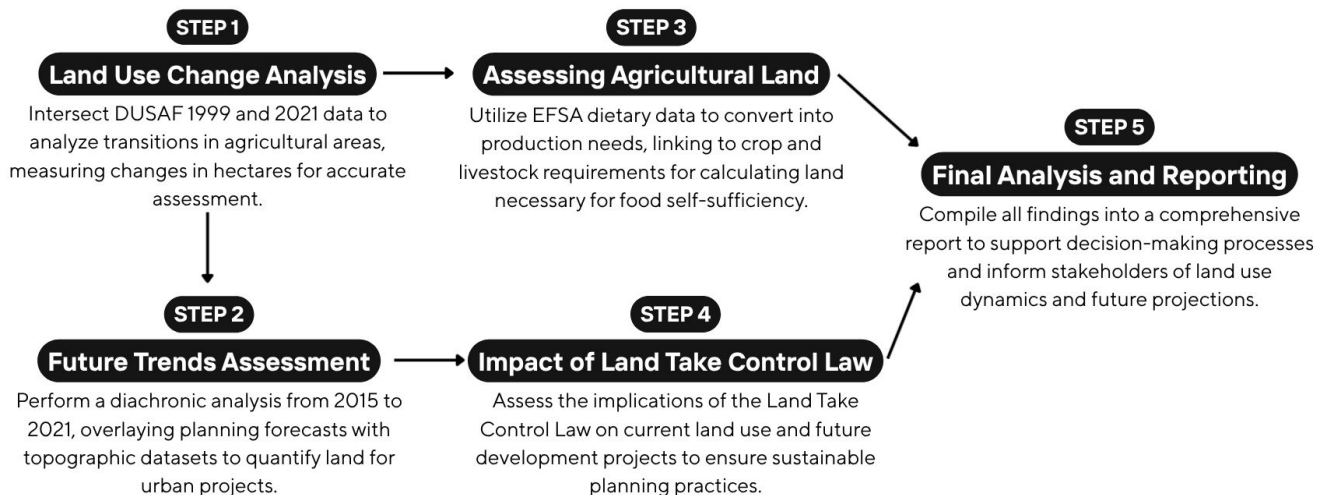 STEP 1
Land Use Change Analysis
Intersect DUSAF 1999 and 2021 data to
analyze transitions in agricultural areas,
measuring changes in hectares for accurate
assessment.
STEP 2
Future Trends Assessment
Perform a diachronic analysis from 2015 to
2021, overlaying planning forecasts with
topographic datasets to quantify land for
urban projects.
STEP 3
Assessing Agricultural Land
Utilize EFSA dietary data to convert into
production needs, linking to crop and
livestock requirements for calculating land
necessary for food self-sufficiency.
STEP 4
Impact of Land Take Control Law
Assess the implications of the Land Take
Control Law on current land use and future
development projects to ensure sustainable
planning practices.
STEP 5
Final Analysis and Reporting
Compile all findings into a comprehensive
report to support decision-making processes
and inform stakeholders of land use
dynamics and future projections.